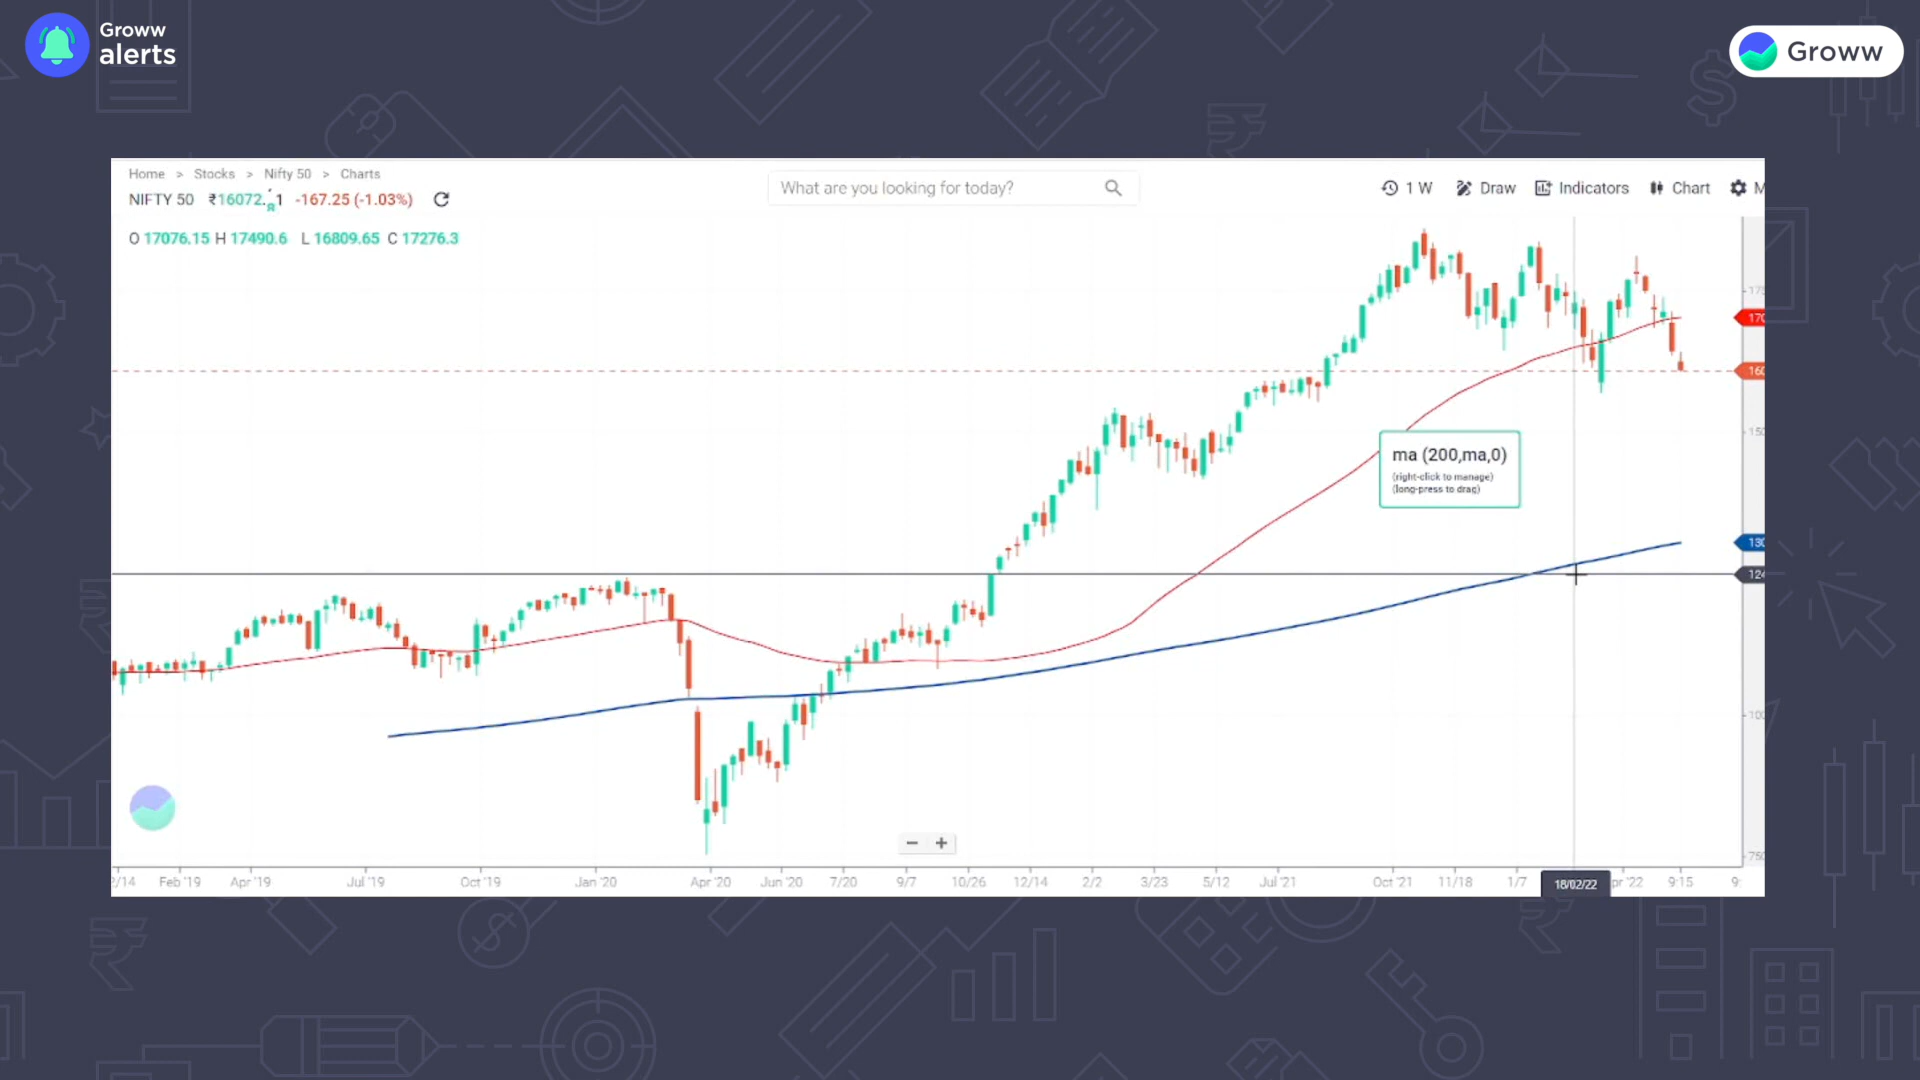 Groww
alerts
Groww
Home > Stocks > Nifty 50 > Charts
NIFTY 50 -167.25 (-1.03%)
What are you looking for today?
1 W Draw Indicators Chart
O 17076.15 H 17490.6 L 16809.65 C 17276.3
ma (200,ma,0)
(right-click to manage)
(long-press to drag)
− +
Feb '19 Apr '19 Jul '19 Oct '19 Jan '20 Apr '20 Jun '20 7/20 9/7 10/26 12/14 2/2 3/23 5/12 Jul '21 Oct '21 11/18 1/7 18/02/22 9:15